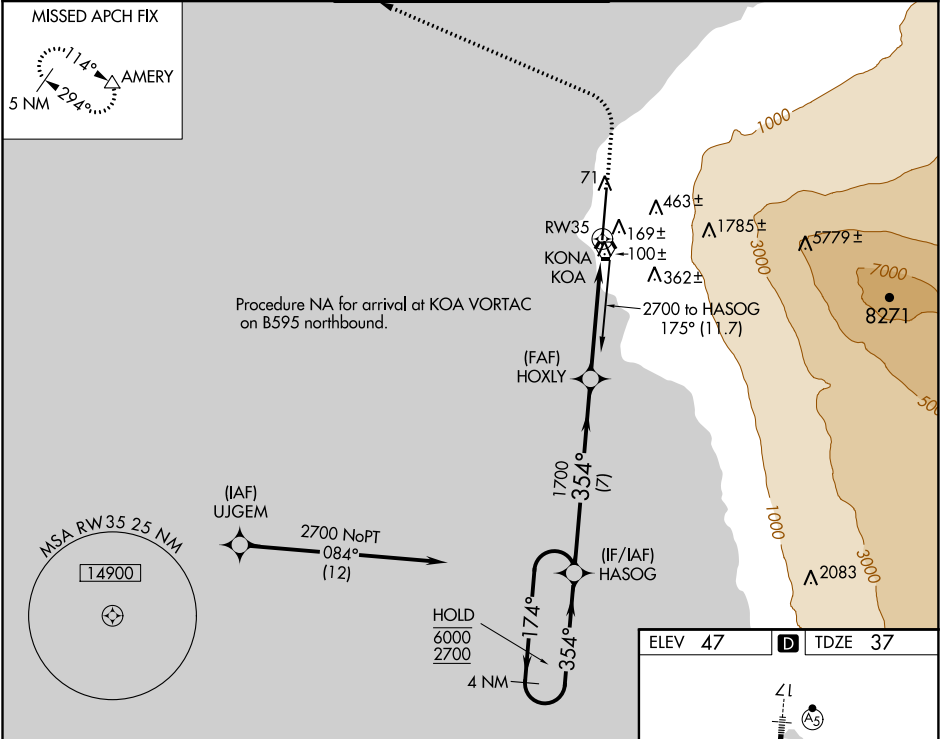 MISSED APCH FIX
114°
AMERY
5 NM
294°
1000
71
463±
RW35
169±
1785±
5779±
KONA
KOA
100±
362±
3000
7000
8271
Procedure NA for arrival at KOA VORTAC
on B595 northbound.
2700 to HASOG
175° (11.7)
(FAF)
HOXLY
500
1700
354°
(7)
(IAF)
UJGEM
2700 NoPT
084°
(12)
MSA RW35 25 NM
14900
(IF/IAF)
HASOG
1000
3000
2083
HOLD
6000
2700
174°
354°
4 NM
ELEV 47
D
TDZE 37
17
A5